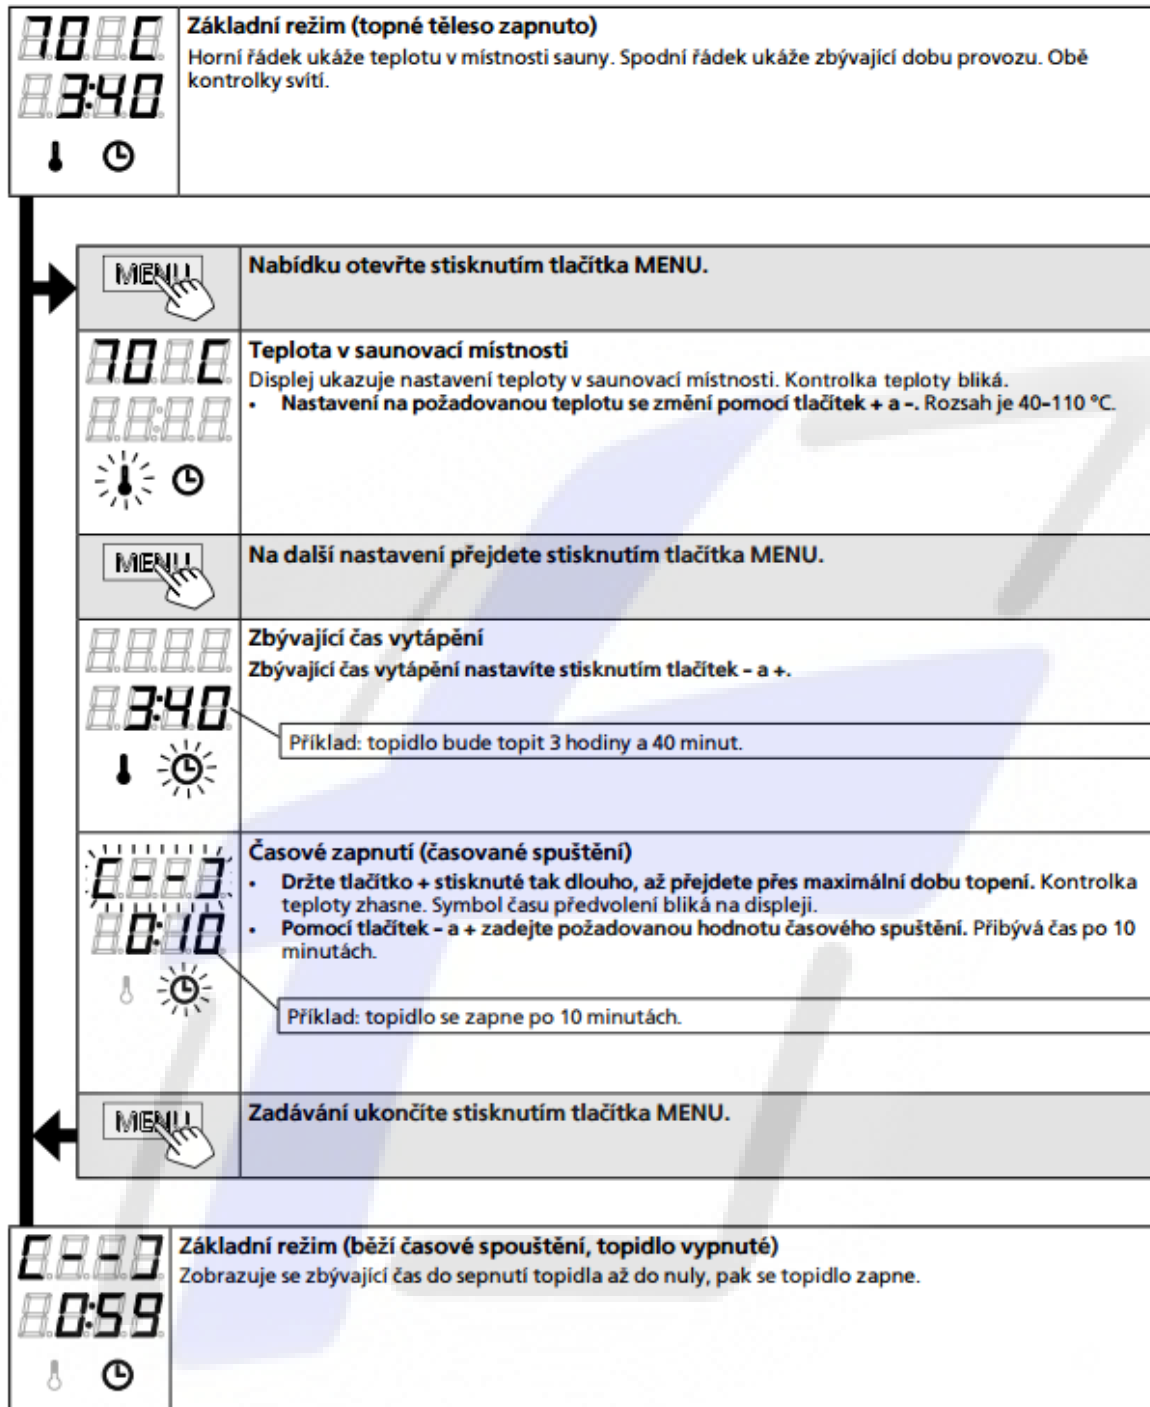 70 C
Základní režim (topné těleso zapnuto)
Horní řádek ukáže teplotu v místnosti sauny. Spodní řádek ukáže zbývající dobu provozu. Obě
kontrolky svítí.
3:40
MENU
Nabídku otevřte stisknutím tlačítka MENU.
70 C
Teplota v saunovací místnosti
Displej ukazuje nastavení teploty v saunovací místnosti. Kontrolka teploty bliká.
• Nastavení na požadovanou teplotu se změní pomocí tlačítek + a -. Rozsah je 40–110 °C.
MENU
Na další nastavení přejdete stisknutím tlačítka MENU.
Zbývající čas vytápění
Zbývající čas vytápění nastavíte stisknutím tlačítek – a +.
3:40
Příklad: topidlo bude topit 3 hodiny a 40 minut.
[--]
Časové zapnutí (časované spuštění)
• Držte tlačítko + stisknuté tak dlouho, až přejdete přes maximální dobu topení. Kontrolka
teploty zhasne. Symbol času předvolení bliká na displeji.
• Pomocí tlačítek – a + zadejte požadovanou hodnotu časového spuštění. Přibývá čas po 10
minutách.
0:10
Příklad: topidlo se zapne po 10 minutách.
MENU
Zadávání ukončíte stisknutím tlačítka MENU.
[--]
Základní režim (běží časové spouštění, topidlo vypnuté)
Zobrazuje se zbývající čas do sepnutí topidla až do nuly, pak se topidlo zapne.
0:59